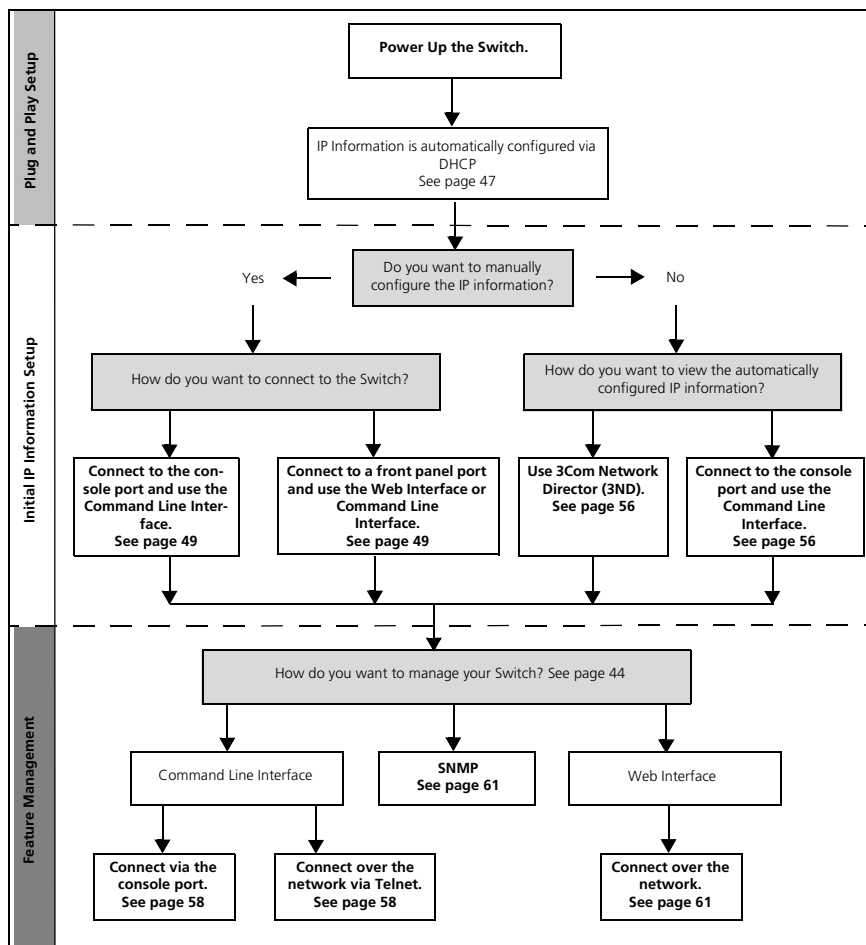 Plug and Play Setup
Power Up the Switch.
IP Information is automatically configured via
DHCP
See page 47
Initial IP Information Setup
Do you want to manually
configure the IP information?
Yes
No
How do you want to connect to the Switch?
How do you want to view the automatically
configured IP information?
Connect to the con-
sole port and use the
Command Line Inter-
face.
See page 49
Connect to a front panel port
and use the Web Interface or
Command Line
Interface.
See page 49
Use 3Com Network
Director (3ND).
See page 56
Connect to the console
port and use the
Command Line
Interface.
See page 56
Feature Management
How do you want to manage your Switch? See page 44
Command Line Interface
SNMP
See page 61
Web Interface
Connect via the
console port.
See page 58
Connect over the
network via Telnet.
See page 58
Connect over the
network.
See page 61